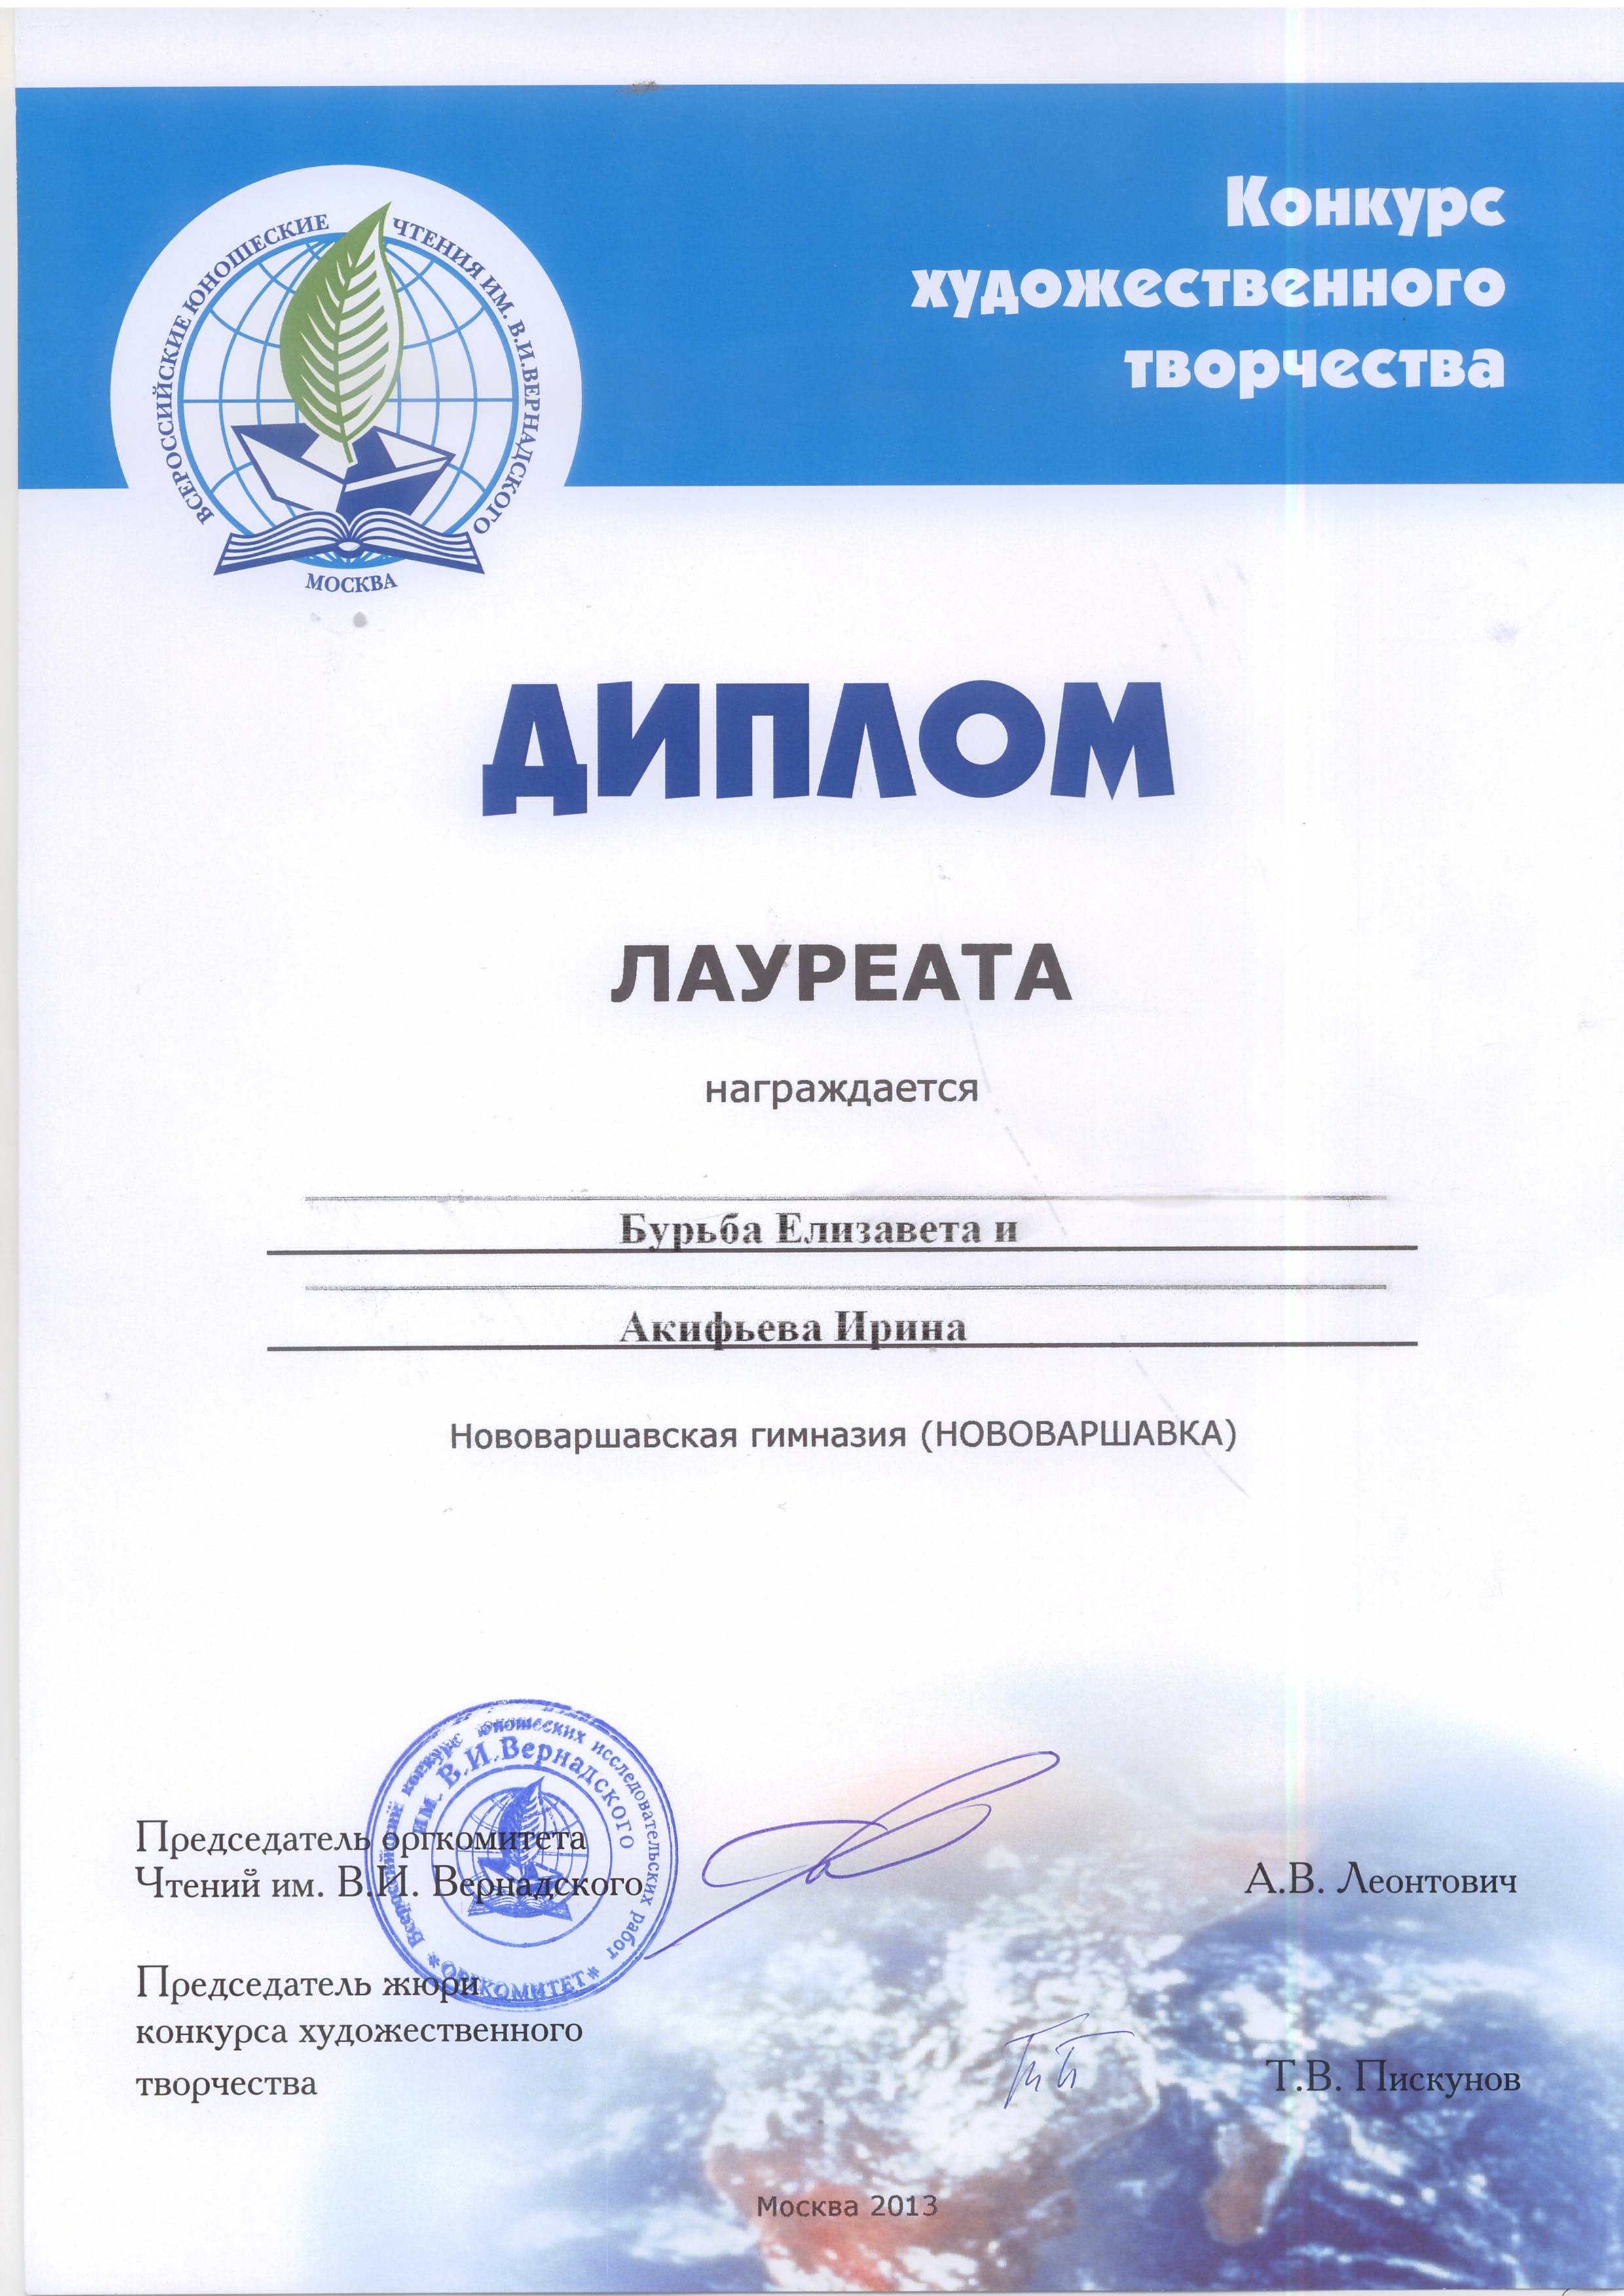 Конкурс
художественного
творчества
ВСЕРОССИЙСКИЕ ЮНОШЕСКИЕ ЧТЕНИЯ ИМ. В.И.ВЕРНАДСКОГО
МОСКВА
ДИПЛОМ
ЛАУРЕАТА
награждается
Бурьба Елизавета и
Акифьева Ирина
Нововаршавская гимназия (НОВОВАРШАВКА)
Всероссийский конкурс юношеских исследовательских работ
им. В.И.Вернадского
*ОРГКОМИТЕТ*
Председатель оргкомитета
Чтений им. В.И. Вернадского
А.В. Леонтович
Председатель жюри
конкурса художественного
творчества
Т.В. Пискунов
Москва 2013